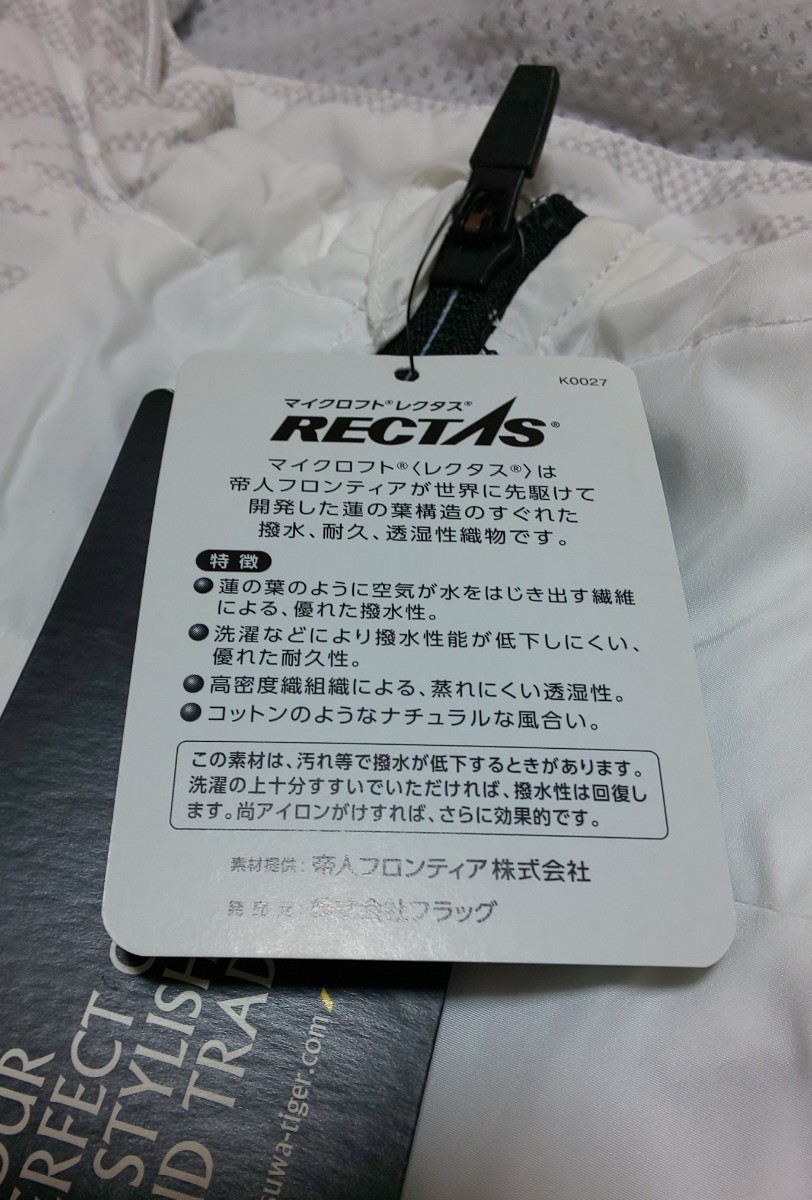 K0027
マイクロフト®レクタス®
RECTAS®
マイクロフト®〈レクタス®〉は
帝人フロンティアが世界に先駆けて
開発した蓮の葉構造のすぐれた
撥水、耐久、透湿性織物です。
特徴
●蓮の葉のように空気が水をはじき出す繊維
による、優れた撥水性。
●洗濯などにより撥水性能が低下しにくい、
優れた耐久性。
●高密度織組織による、蒸れにくい透湿性。
●コットンのようなナチュラルな風合い。
この素材は、汚れ等で撥水が低下するときがあります。
洗濯の上十分すすいでいただければ、撥水性は回復し
ます。尚アイロンがけすれば、さらに効果的です。
素材提供:帝人フロンティア株式会社
発売元:株式会社フラッグ
OUR
ERFECT
STYLISH
ND TRAD
suwa-tiger.com